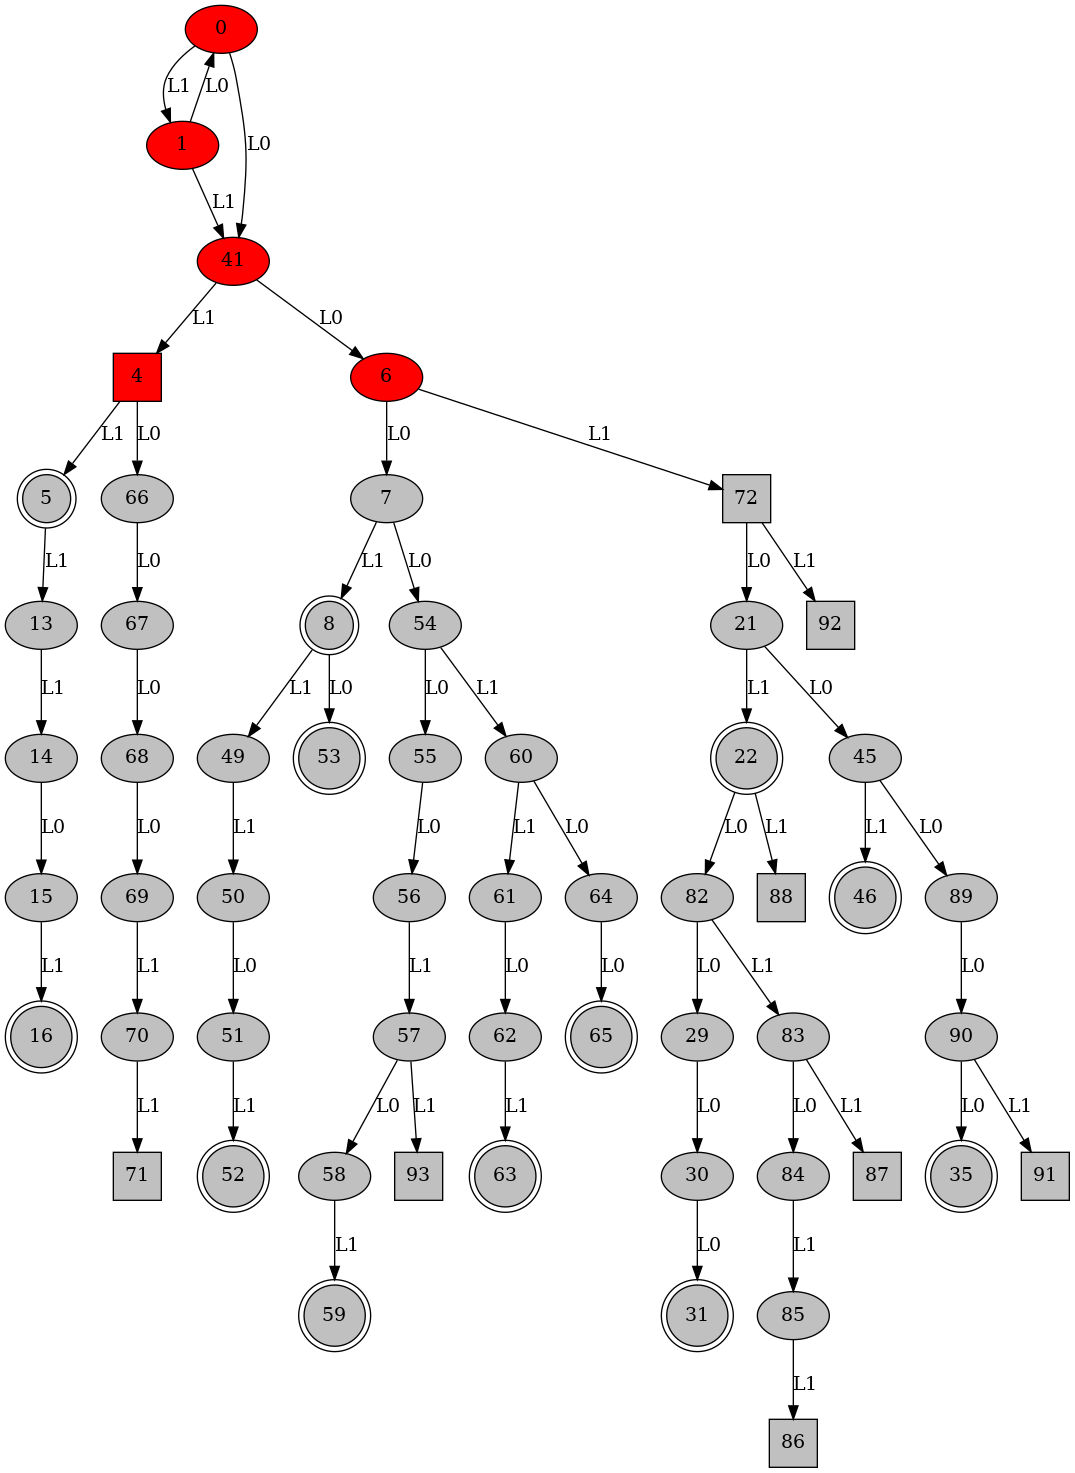 0
L1 L0
1 L0
L1
41
L1 L0
4 6
L1 L0 L0 L1
5 66 7 72
L1 L0 L1 L0 L0 L1
13 67 8 54 21 92
L1 L0 L1 L0 L0 L1 L1 L0
14 68 49 53 55 60 22 45
L0 L0 L1 L0 L1 L0 L0 L1 L1 L0
15 69 50 56 61 64 82 88 46 89
L1 L1 L0 L1 L0 L0 L0 L1 L0
16 70 51 57 62 65 29 83 90
L1 L1 L0 L1 L1 L0 L0 L1 L0 L1
71 52 58 93 63 30 84 87 35 91
L1 L0 L1
59 31 85
L1
86